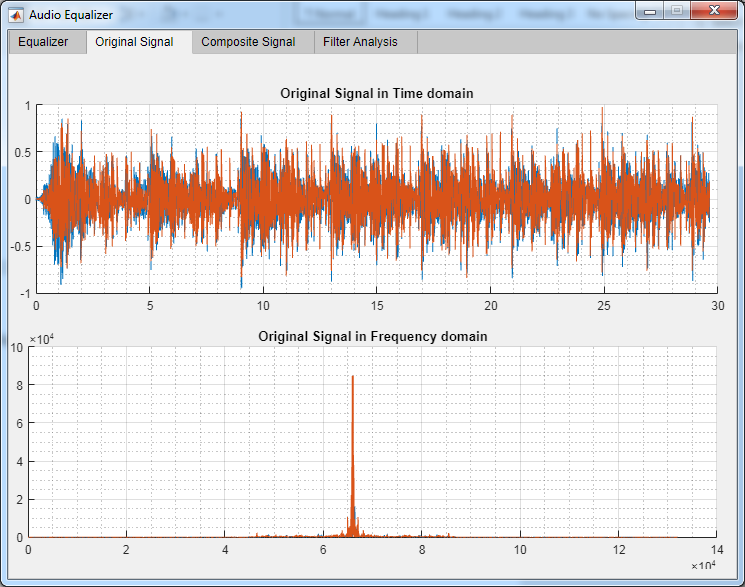 Audio Equalizer
Equalizer Original Signal Composite Signal Filter Analysis
Original Signal in Time domain
1
0.5
0
-0.5
-1
0 5 10 15 20 25 30
Original Signal in Frequency domain
×10⁴
10
8
6
4
2
0
0 2 4 6 8 10 12 14
×10⁴